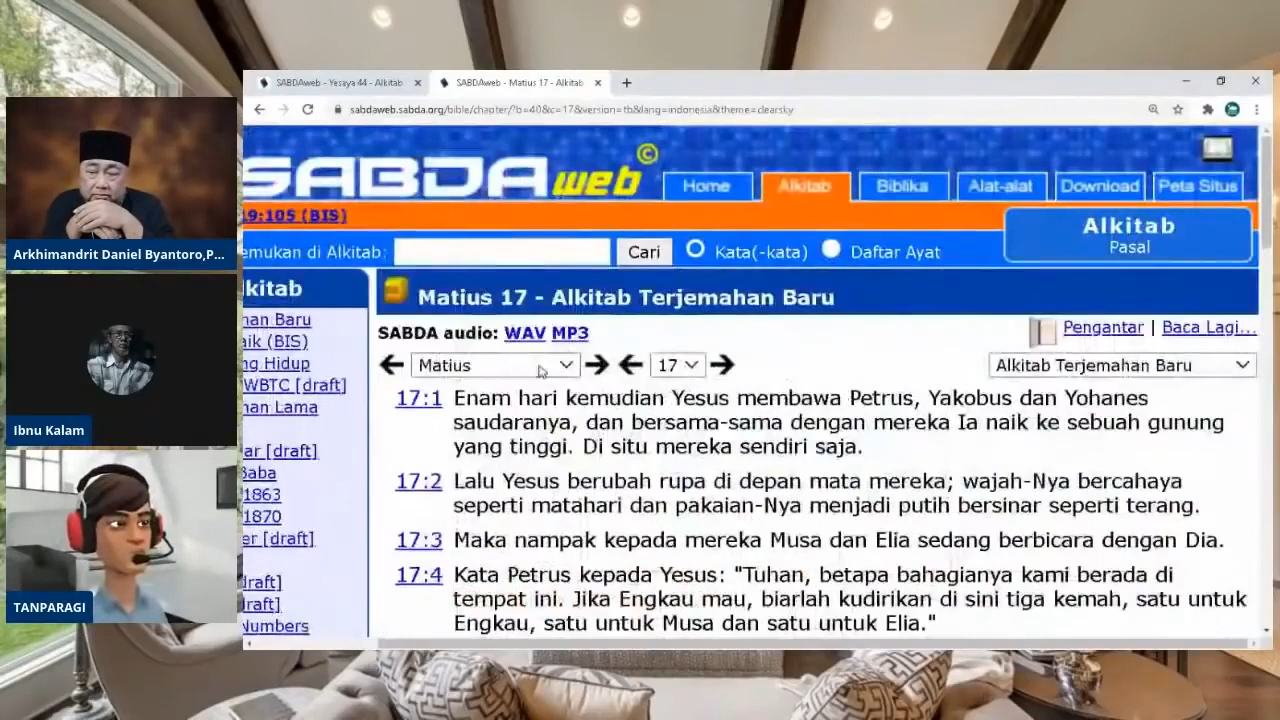 SABDAweb - Yesaya 44 - Alkitab
SABDAweb - Matius 17 - Alkitab
sabdaweb.sabda.org/bible/chapter/?b=40&c=17&version=tb&lang=indonesia&theme=clearsky
SABDAweb ©
Home
Alkitab
Biblika
Alat-alat
Download
Peta Situs
19:105 (BIS)
Alkitab
Pasal
emukan di Alkitab:
Cari
Kata(-kata)
Daftar Ayat
kitab
Matius 17 - Alkitab Terjemahan Baru
han Baru
aik (BIS)
ng Hidup
WBTC [draft]
han Lama
ar [draft]
Baba
1863
1870
er [draft]
draft]
raft]
Numbers
SABDA audio: WAV MP3
Pengantar | Baca Lagi...
Matius
17
Alkitab Terjemahan Baru
17:1 Enam hari kemudian Yesus membawa Petrus, Yakobus dan Yohanes
saudaranya, dan bersama-sama dengan mereka Ia naik ke sebuah gunung
yang tinggi. Di situ mereka sendiri saja.
17:2 Lalu Yesus berubah rupa di depan mata mereka; wajah-Nya bercahaya
seperti matahari dan pakaian-Nya menjadi putih bersinar seperti terang.
17:3 Maka nampak kepada mereka Musa dan Elia sedang berbicara dengan Dia.
17:4 Kata Petrus kepada Yesus: "Tuhan, betapa bahagianya kami berada di
tempat ini. Jika Engkau mau, biarlah kudirikan di sini tiga kemah, satu untuk
Engkau, satu untuk Musa dan satu untuk Elia."
Arkhimandrit Daniel Byantoro,P...
Ibnu Kalam
TANPARAGI